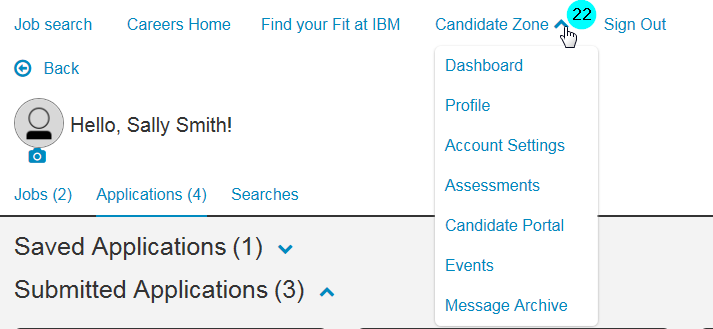 Job search Careers Home Find your Fit at IBM Candidate Zone 22 Sign Out
Back
Dashboard
Profile
Account Settings
Assessments
Candidate Portal
Events
Message Archive
Hello, Sally Smith!
Jobs (2) Applications (4) Searches
Saved Applications (1)
Submitted Applications (3)